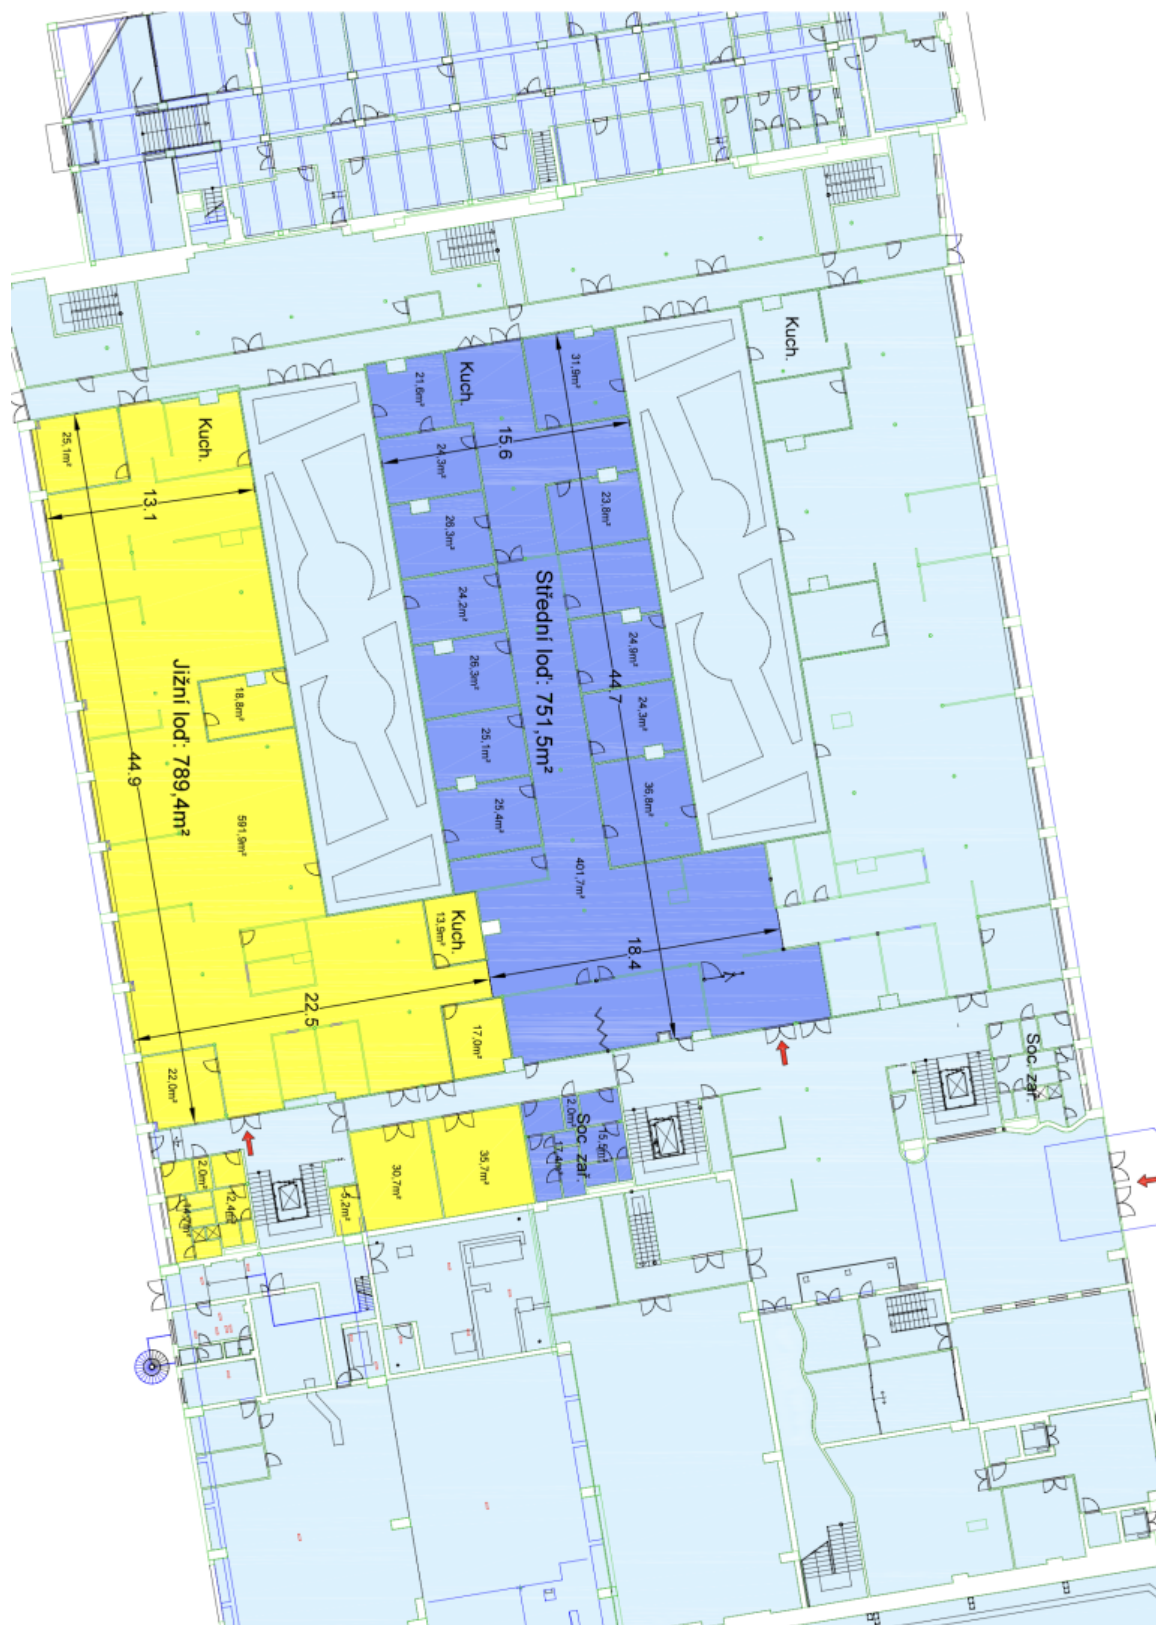 Kuch.
31,9m²
Kuch.
21,6m²
15.6
24,3m²
Kuch.
25,1m²
13.1
23,8m²
26,3m²
Střední loď: 751,5m²
24,2m²
24,9m²
26,3m²
44.7
24,3m²
18,8m²
Jižní loď: 789,4m²
25,1m²
44.9
36,8m²
25,4m²
591,9m²
401,7m²
Kuch.
13,9m²
18.4
22.5
17,0m²
22,0m²
Soc. zař.
2,0m²
Soc. zař.
15,5m²
17,4m²
35,7m²
30,7m²
5,2m²
2,0m²
12,4m²